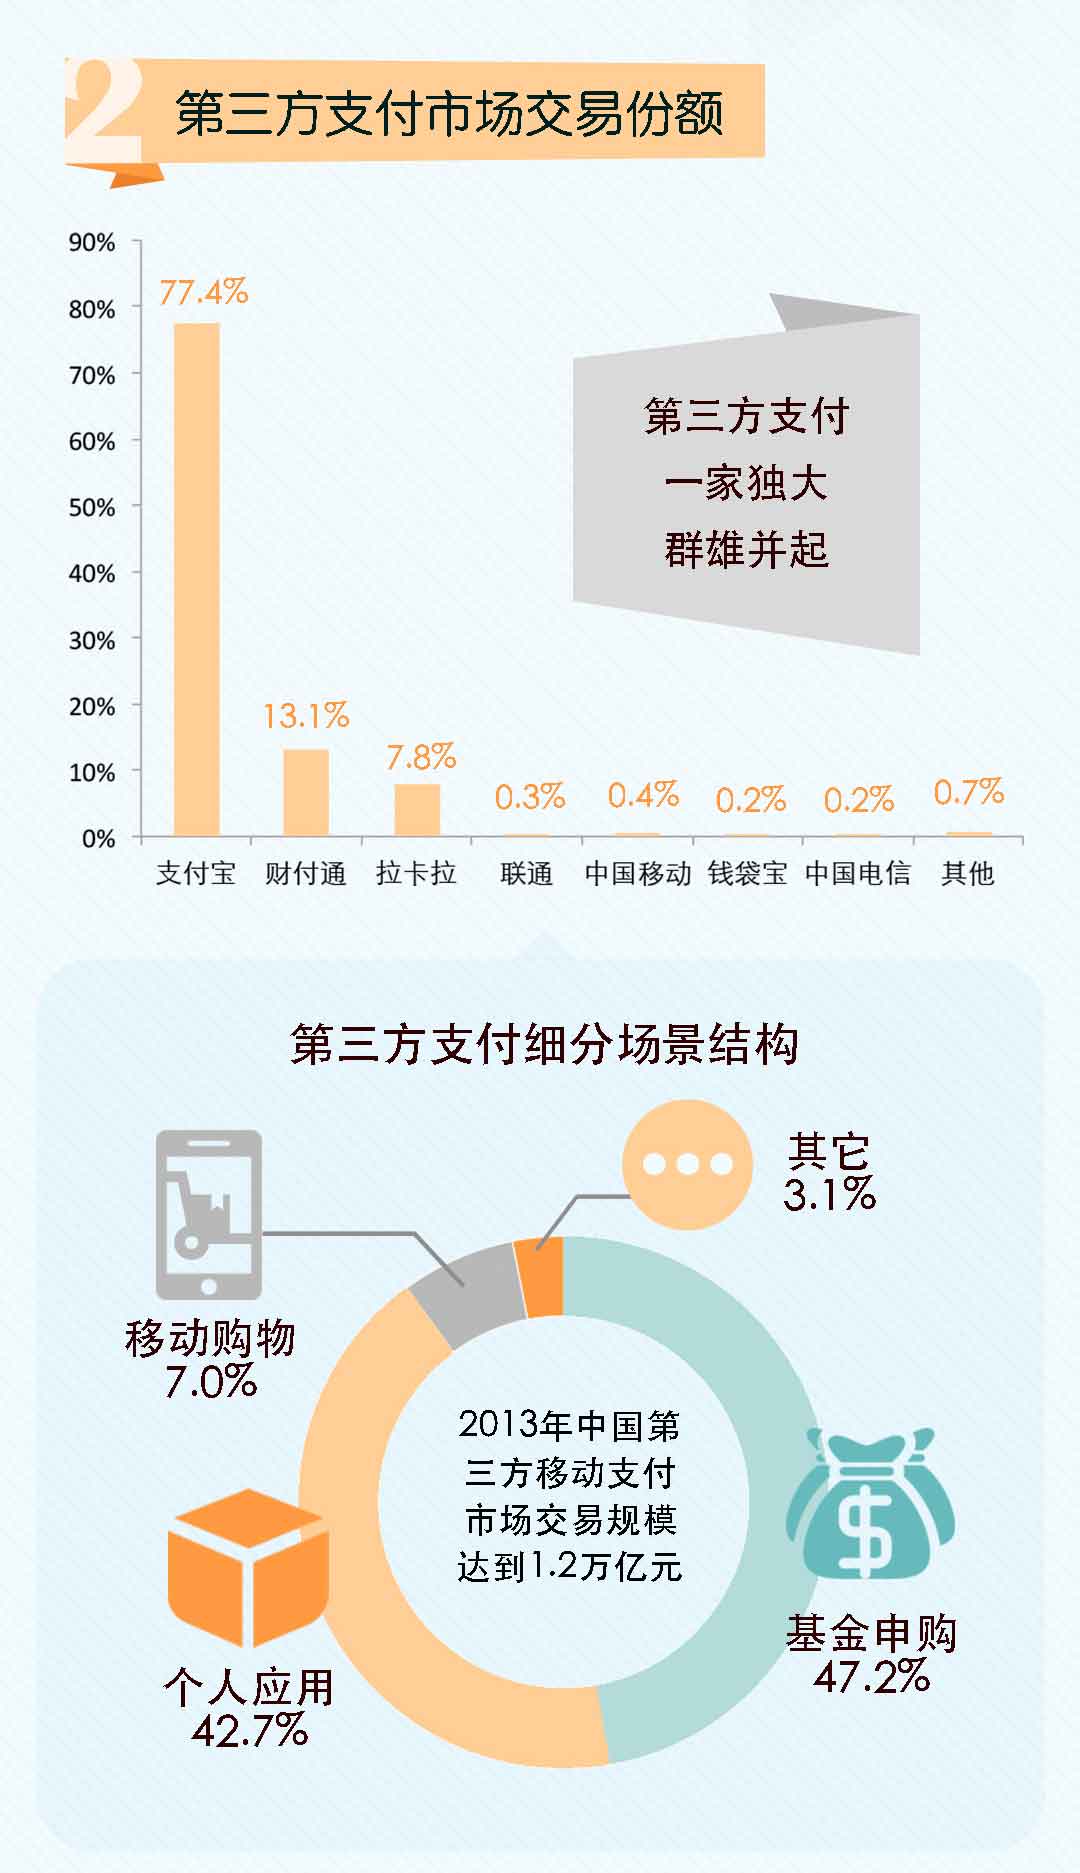 2
第三方支付市场交易份额
90%
80%
70%
60%
50%
40%
30%
20%
10%
0%
77.4%
13.1%
7.8%
0.3%
0.4%
0.2%
0.2%
0.7%
支付宝 财付通 拉卡拉 联通 中国移动 钱袋宝 中国电信 其他
第三方支付
一家独大
群雄并起
第三方支付细分场景结构
其它
3.1%
移动购物
7.0%
2013年中国第
三方移动支付
市场交易规模
达到1.2万亿元
$
基金申购
47.2%
个人应用
42.7%